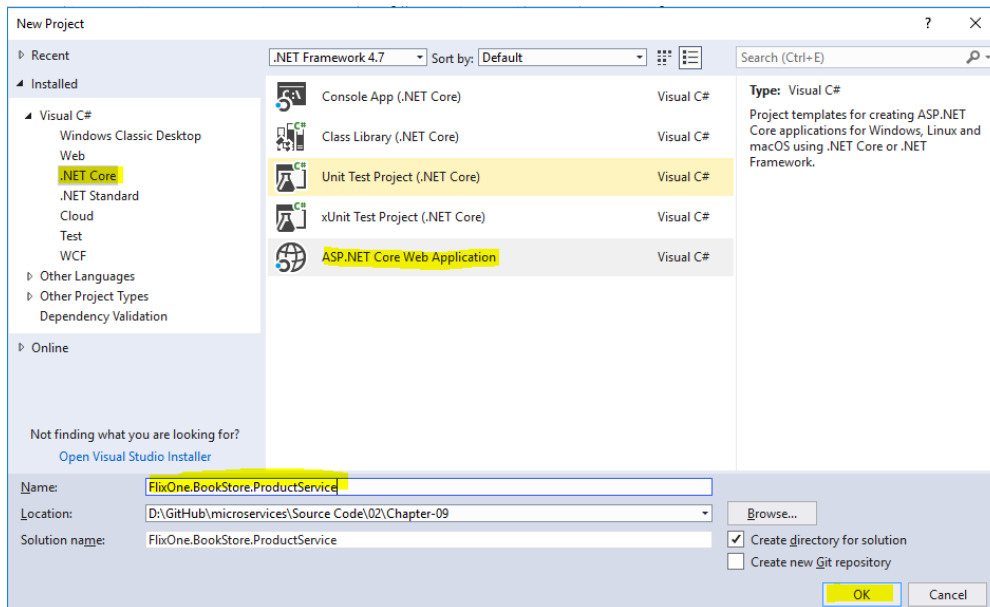 New Project
?
Recent
Installed
Visual C#
Windows Classic Desktop
Web
.NET Core
.NET Standard
Cloud
Test
WCF
Other Languages
Other Project Types
Dependency Validation
Online
Not finding what you are looking for?
Open Visual Studio Installer
.NET Framework 4.7
Sort by: Default
C:\
Console App (.NET Core) Visual C#
C#
Class Library (.NET Core) Visual C#
C#
Unit Test Project (.NET Core) Visual C#
C#
xUnit Test Project (.NET Core) Visual C#
ASP.NET Core Web Application Visual C#
Search (Ctrl+E)
Type: Visual C#
Project templates for creating ASP.NET
Core applications for Windows, Linux and
macOS using .NET Core or .NET
Framework.
Name: FlixOne.BookStore.ProductService
Location: D:\GitHub\microservices\Source Code\02\Chapter-09
Browse...
Solution name: FlixOne.BookStore.ProductService
Create directory for solution
Create new Git repository
OK Cancel